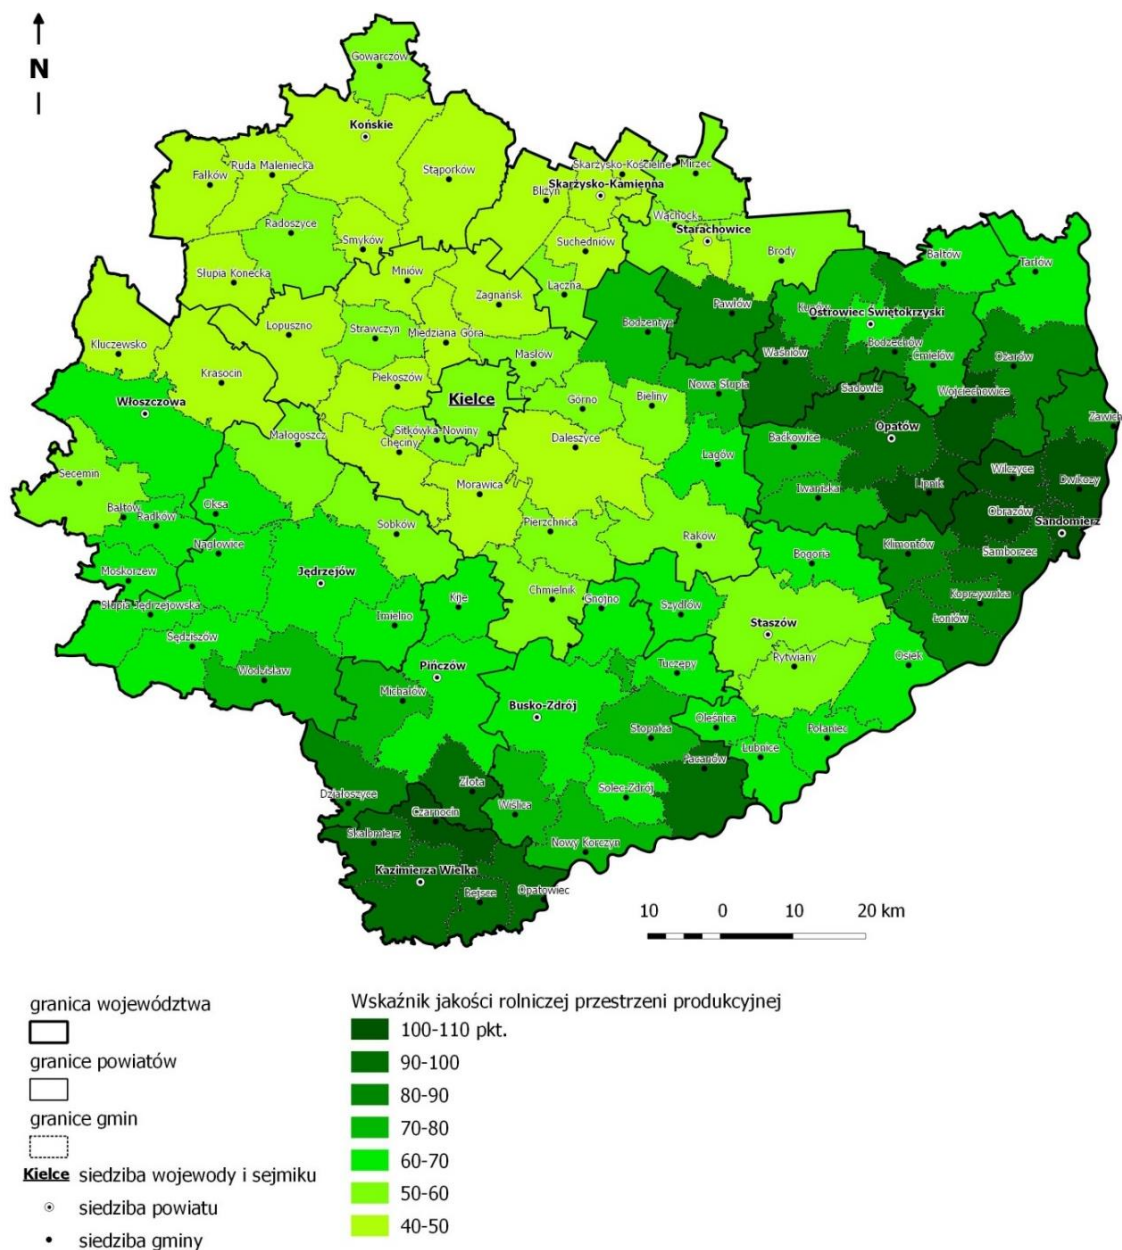 N
Gowarczów
Końskie
Ruda Maleniecka
Fałków
Stąporków
Skarżysko-Kościelne
Mirzec
Skarżysko-Kamienna
Bliżyn
Radoszyce
Wąchock
Starachowice
Smyków
Suchedniów
Brody
Bałtów
Tarłów
Słupia Konecka
Mniów
Łączna
Zagnańsk
Pawłów
Kunów
Ostrowiec Świętokrzyski
Łopuszno
Strawczyn
Miedziana Góra
Bodzentyn
Bodzechów
Kluczewsko
Masłów
Waśniów
Ćmielów
Ożarów
Krasocin
Piekoszów
Nowa Słupia
Sadowie
Wojciechowice
Włoszczowa
Kielce
Górno
Bieliny
Zawich
Małogoszcz
Sitkówka-Nowiny
Chęciny
Daleszyce
Baćkowice
Opatów
Secemin
Łagów
Wilczyce
Morawica
Iwaniska
Lipnik
Dwikozy
Oksa
Bałtów
Radków
Sobków
Pierzchnica
Obrazów
Sandomierz
Nagłowice
Raków
Klimontów
Samborzec
Moskorzew
Jędrzejów
Bogoria
Chmielnik
Kije
Gnojno
Koprzywnica
Słupia Jędrzejowska
Imielno
Szydłów
Staszów
Łoniów
Sędziszów
Wodzisław
Pińczów
Tuczępy
Rytwiany
Osiek
Michałów
Busko-Zdrój
Stopnica
Oleśnica
Połaniec
Łubnice
Pacanów
Złota
Działoszyce
Solec-Zdrój
Wiślica
Czarnocin
Skalbmierz
Nowy Korczyn
Kazimierza Wielka
Bejsce
Opatowiec
10 0 10 20 km
granica województwa
granice powiatów
granice gmin
Kielce siedziba wojewody i sejmiku
siedziba powiatu
siedziba gminy
Wskaźnik jakości rolniczej przestrzeni produkcyjnej
100-110 pkt.
90-100
80-90
70-80
60-70
50-60
40-50